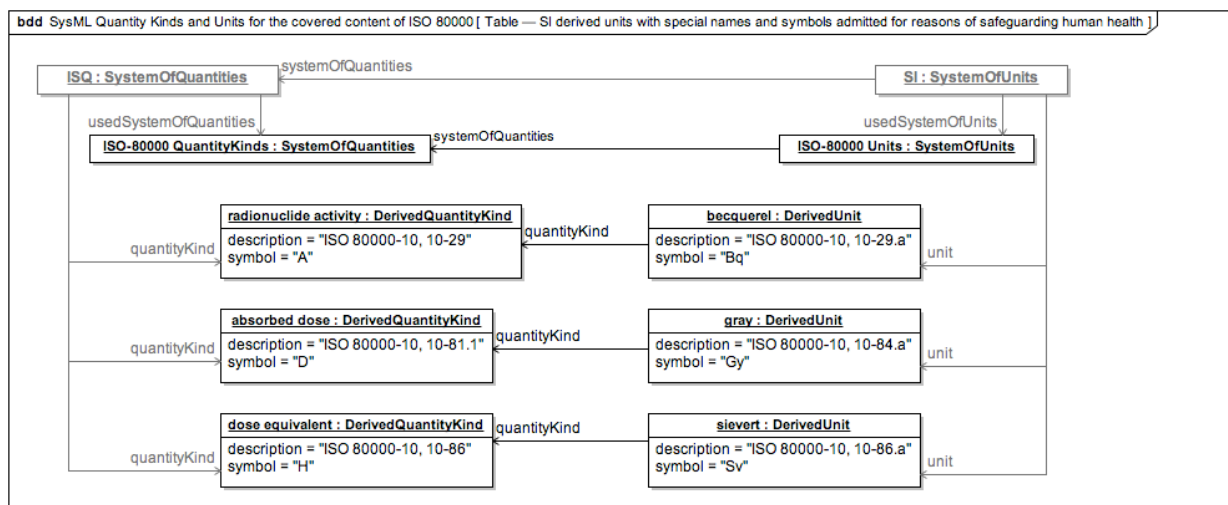 bdd SysML Quantity Kinds and Units for the covered content of ISO 80000 [ Table — SI derived units with special names and symbols admitted for reasons of safeguarding human health ]
systemOfQuantities
ISQ : SystemOfQuantities
SI : SystemOfUnits
usedSystemOfQuantities
usedSystemOfUnits
systemOfQuantities
ISO-80000 QuantityKinds : SystemOfQuantities
ISO-80000 Units : SystemOfUnits
radionuclide activity : DerivedQuantityKind
becquerel : DerivedUnit
quantityKind
description = "ISO 80000-10, 10-29"
description = "ISO 80000-10, 10-29.a"
quantityKind
unit
symbol = "A"
symbol = "Bq"
absorbed dose : DerivedQuantityKind
gray : DerivedUnit
quantityKind
description = "ISO 80000-10, 10-81.1"
description = "ISO 80000-10, 10-84.a"
quantityKind
unit
symbol = "D"
symbol = "Gy"
dose equivalent : DerivedQuantityKind
sievert : DerivedUnit
quantityKind
description = "ISO 80000-10, 10-86"
description = "ISO 80000-10, 10-86.a"
quantityKind
unit
symbol = "H"
symbol = "Sv"